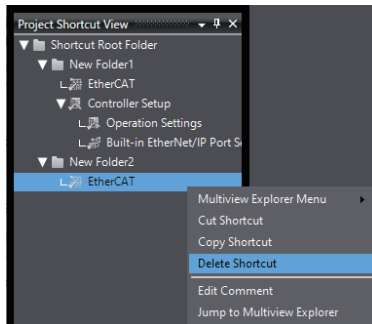 Project Shortcut View
Shortcut Root Folder
New Folder1
EtherCAT
Controller Setup
Operation Settings
Built-in EtherNet/IP Port S
New Folder2
EtherCAT
Multiview Explorer Menu
Cut Shortcut
Copy Shortcut
Delete Shortcut
Edit Comment
Jump to Multiview Explorer